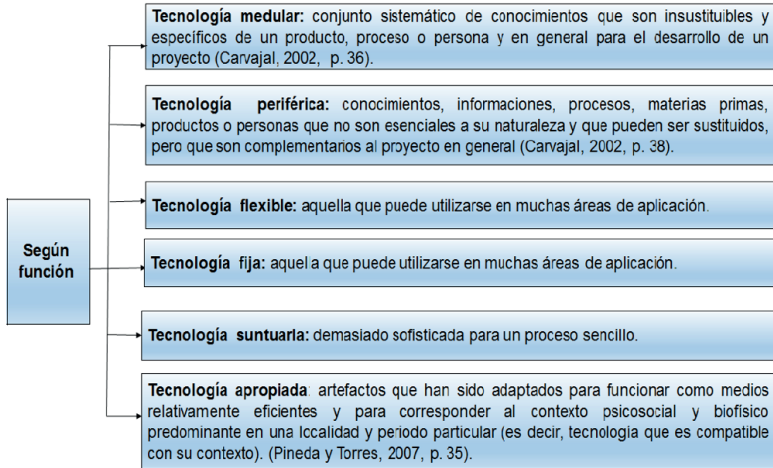 Tecnología medular: conjunto sistemático de conocimientos que son insustituibles y
específicos de un producto, proceso o persona y en general para el desarrollo de un
proyecto (Carvajal, 2002, p. 36).
Tecnología periférica: conocimientos, informaciones, procesos, materias primas,
productos o personas que no son esenciales a su naturaleza y que pueden ser sustituidos,
pero que son complementarios al proyecto en general (Carvajal, 2002, p. 38).
Según
función
Tecnología flexible: aquella que puede utilizarse en muchas áreas de aplicación.
Tecnología fija: aquella que puede utilizarse en muchas áreas de aplicación.
Tecnología suntuarla: demasiado sofisticada para un proceso sencillo.
Tecnología apropiada: artefactos que han sido adaptados para funcionar como medios
relativamente eficientes y para corresponder al contexto psicosocial y biofísico
predominante en una localidad y periodo particular (es decir, tecnología que es compatible
con su contexto). (Pineda y Torres, 2007, p. 35).